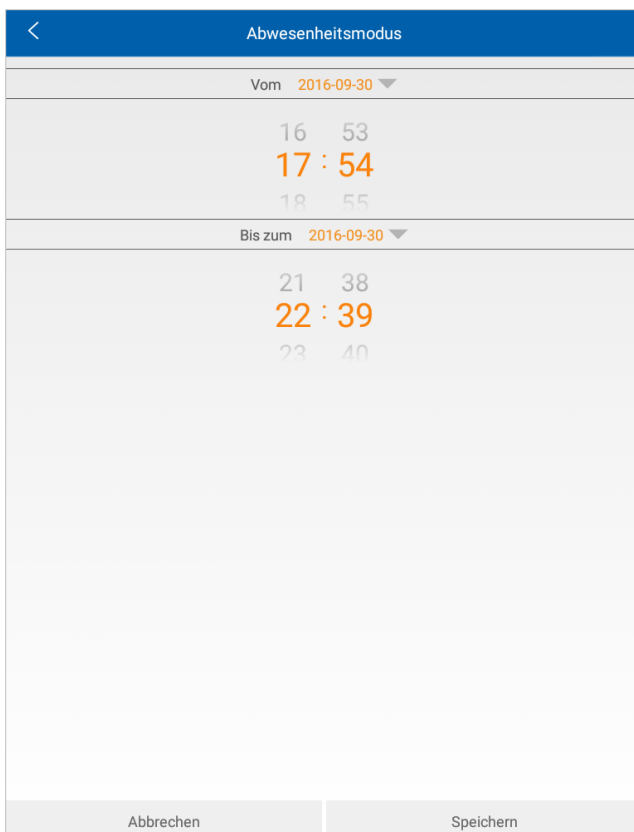 Abwesenheitsmodus
Vom 2016-09-30
16 53
17 : 54
18 55
Bis zum 2016-09-30
21 38
22 : 39
23 40
Abbrechen Speichern